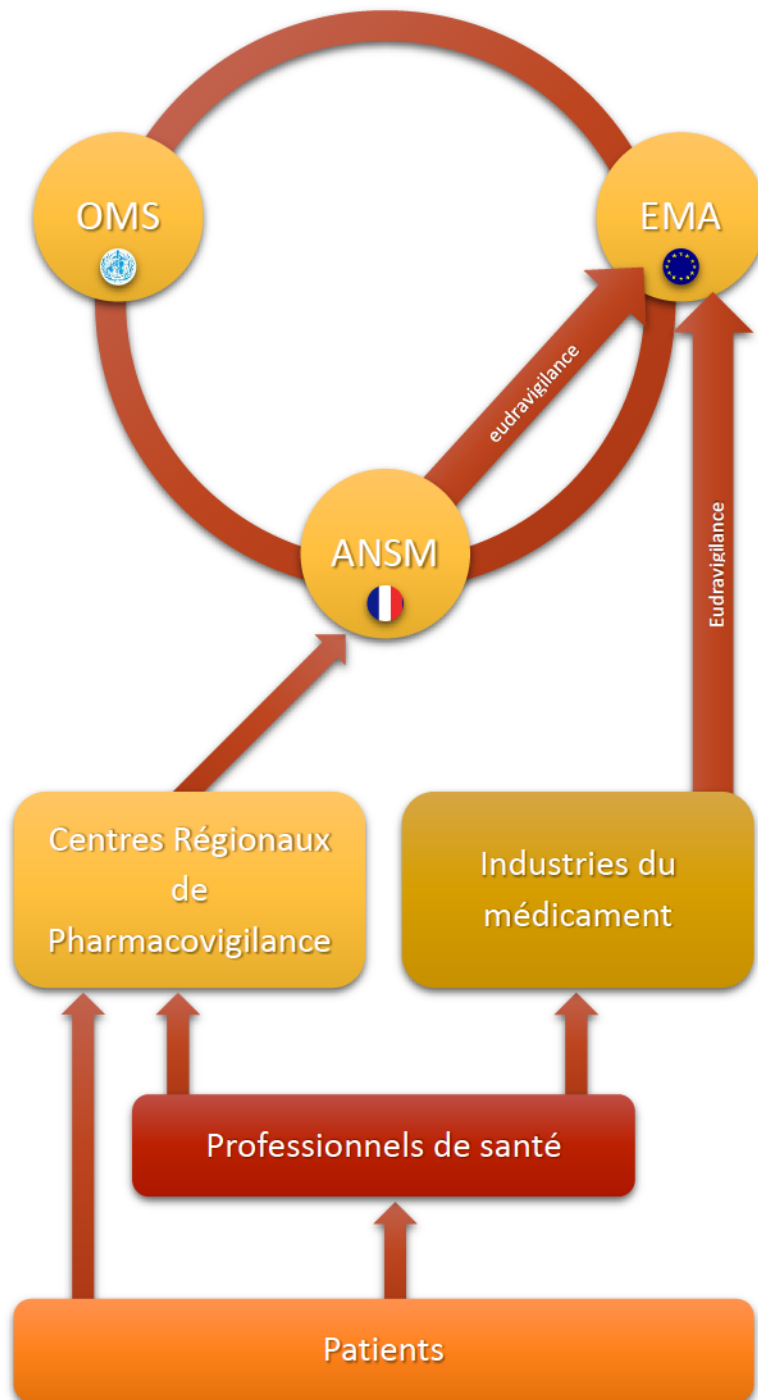 OMS
EMA
eudravigilance
ANSM
Eudravigilance
Centres Régionaux
de
Pharmacovigilance
Industries du
médicament
Professionnels de santé
Patients